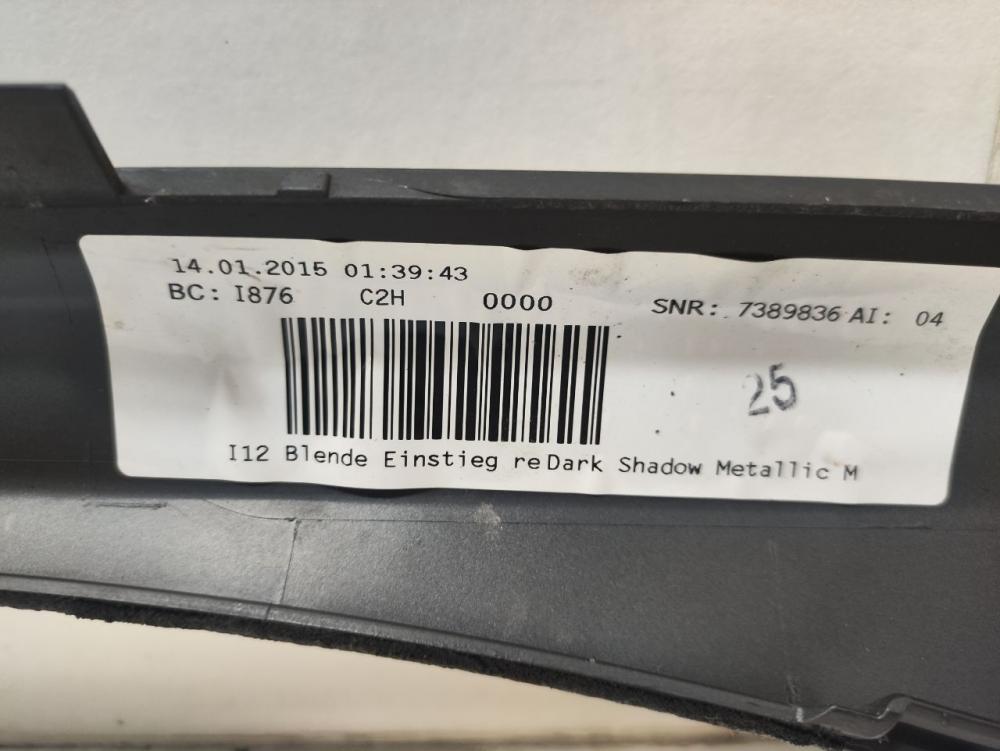 14.01.2015 01:39:43
BC: I876 C2H 0000 SNR: 7389836 AI: 04
25
I12 Blende Einstieg re Dark Shadow Metallic M